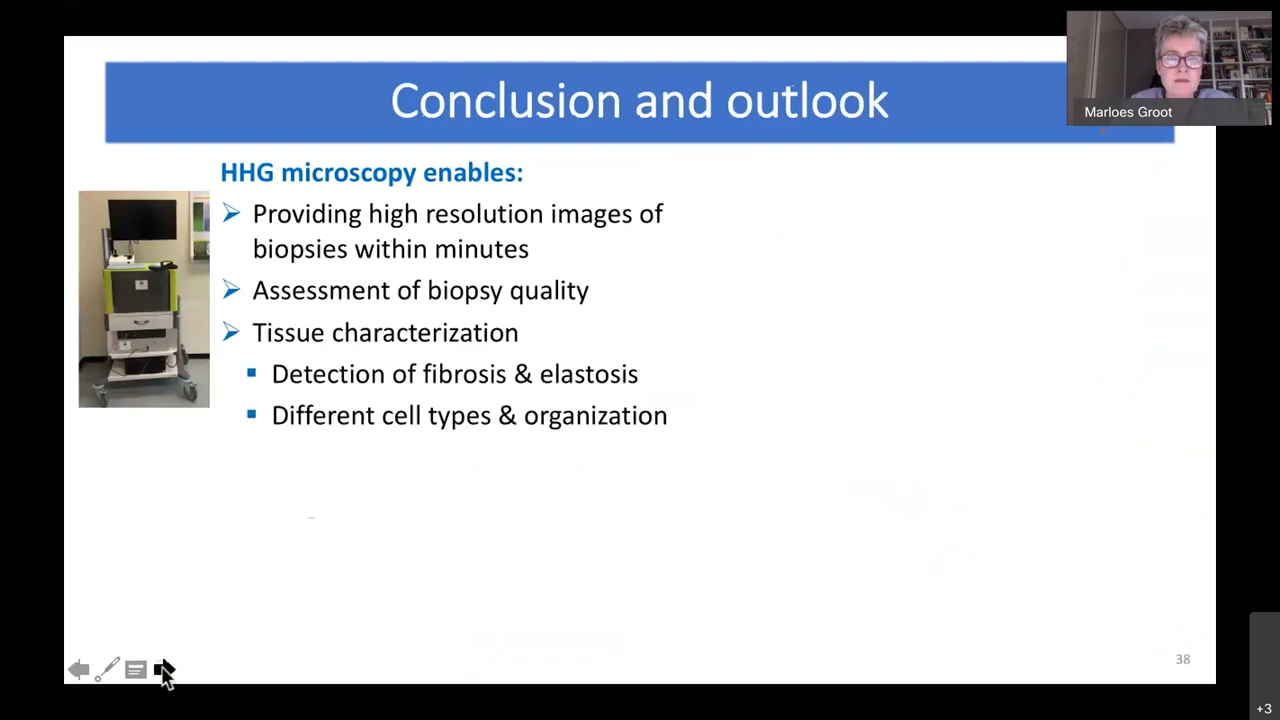 Conclusion and outlook
Marloes Groot
HHG microscopy enables:
Providing high resolution images of
biopsies within minutes
Assessment of biopsy quality
Tissue characterization
Detection of fibrosis & elastosis
Different cell types & organization
38
+3